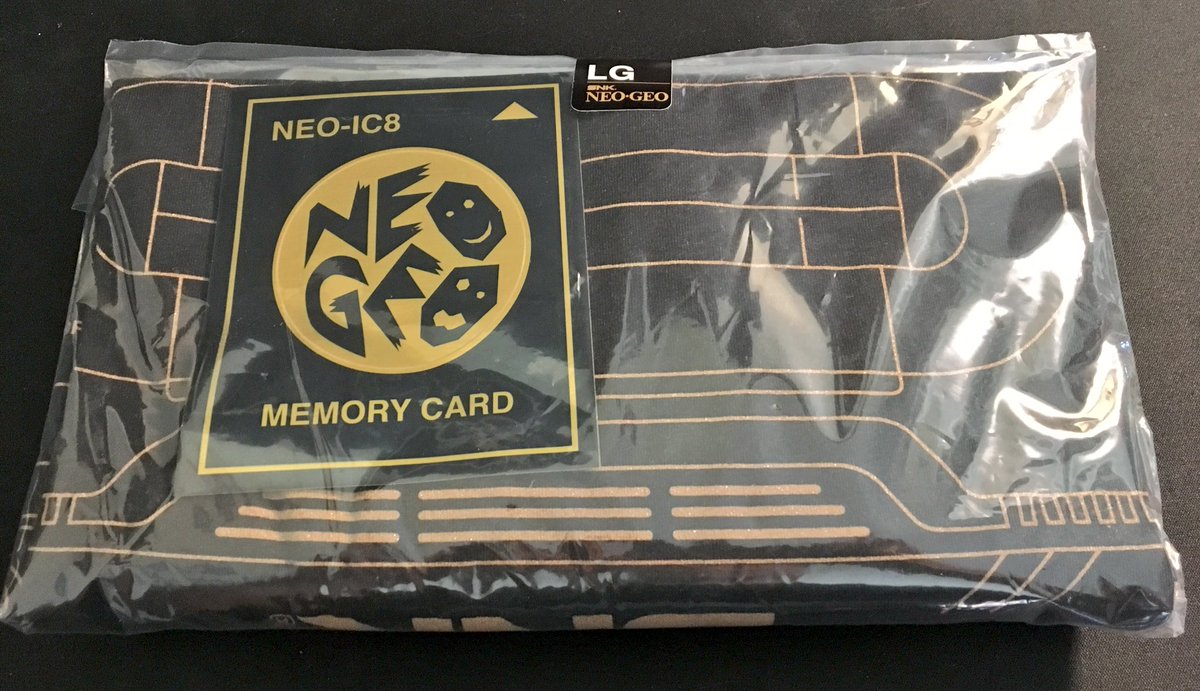 LG
SNK
NEO·GEO
NEO-IC8
NEO
GEO
MEMORY CARD